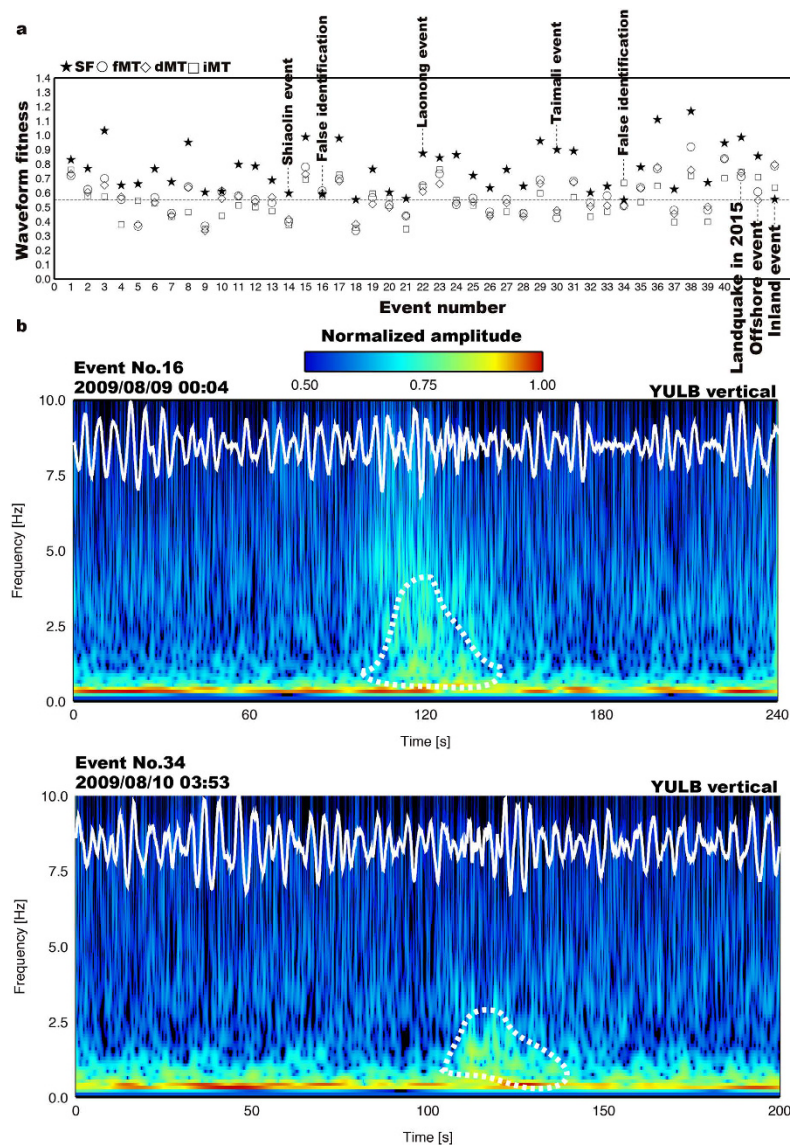 a
★ SF ○ fMT ◇ dMT □ iMT
Shiaolin event
False identification
Laonong event
Taimali event
False identification
Waveform fitness
1.4
1.3
1.2
1.1
1.0
0.9
0.8
0.7
0.6
0.5
0.4
0.3
0.2
0.1
0.0
0 1 2 3 4 5 6 7 8 9 10 11 12 13 14 15 16 17 18 19 20 21 22 23 24 25 26 27 28 29 30 31 32 33 34 35 36 37 38 39 40
Event number
Landquake in 2015
Offshore event
Inland event
b
Normalized amplitude
0.50 0.75 1.00
Event No.16
2009/08/09 00:04
YULB vertical
Frequency [Hz]
10.0
7.5
5.0
2.5
0.0
0 60 120 180 240
Time [s]
Event No.34
2009/08/10 03:53
YULB vertical
Frequency [Hz]
10.0
7.5
5.0
2.5
0.0
0 50 100 150 200
Time [s]